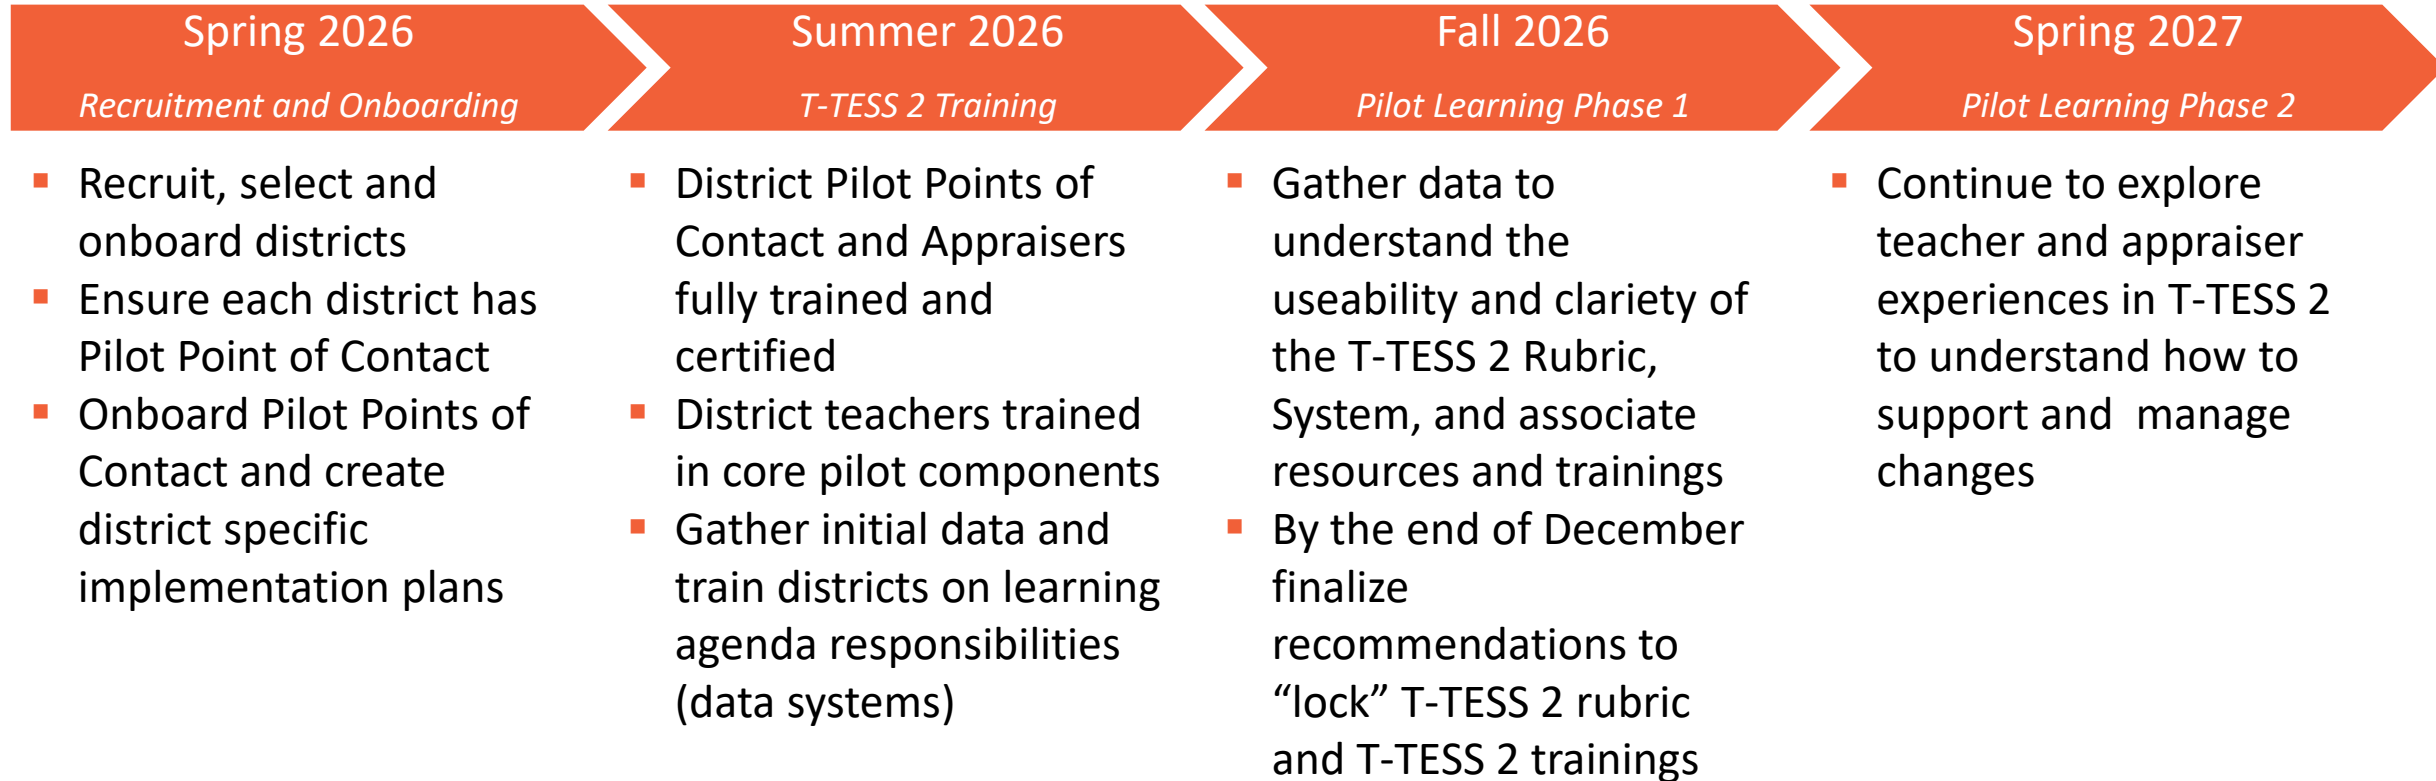 Spring 2026
Recruitment and Onboarding
▪ Recruit, select and
onboard districts
▪ Ensure each district has
Pilot Point of Contact
▪ Onboard Pilot Points of
Contact and create
district specific
implementation plans
Summer 2026
T-TESS 2 Training
▪ District Pilot Points of
Contact and Appraisers
fully trained and
certified
▪ District teachers trained
in core pilot components
▪ Gather initial data and
train districts on learning
agenda responsibilities
(data systems)
Fall 2026
Pilot Learning Phase 1
▪ Gather data to
understand the
useability and clariety of
the T-TESS 2 Rubric,
System, and associate
resources and trainings
▪ By the end of December
finalize
recommendations to
“lock” T-TESS 2 rubric
and T-TESS 2 trainings
Spring 2027
Pilot Learning Phase 2
▪ Continue to explore
teacher and appraiser
experiences in T-TESS 2
to understand how to
support and  manage
changes